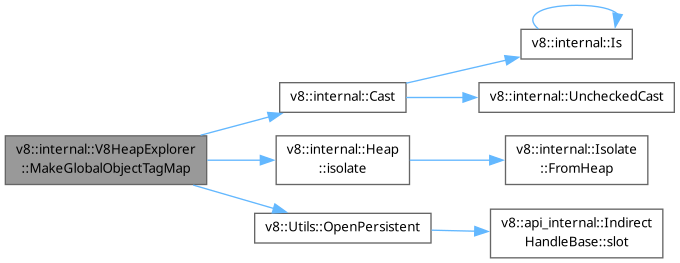 v8::internal::V8HeapExplorer
::MakeGlobalObjectTagMap
v8::internal::Cast
v8::internal::Is
v8::internal::UncheckedCast
v8::internal::Heap
::isolate
v8::internal::Isolate
::FromHeap
v8::Utils::OpenPersistent
v8::api_internal::Indirect
HandleBase::slot